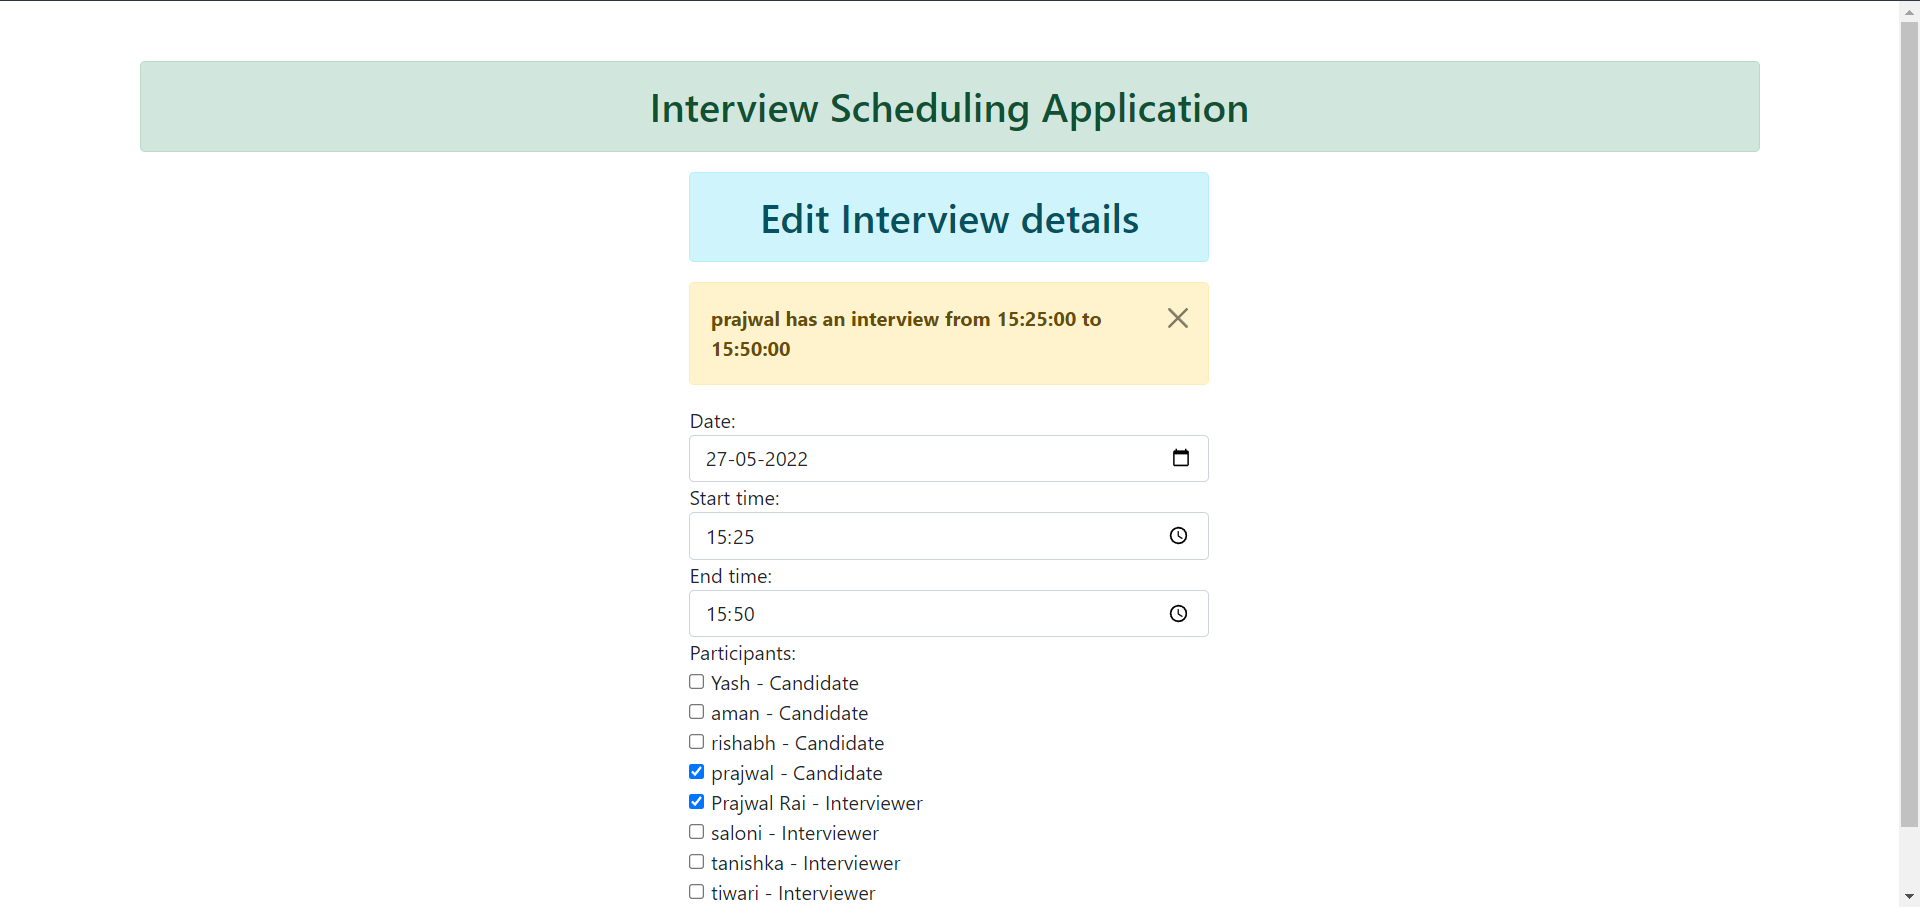 Interview Scheduling Application
Edit Interview details
prajwal has an interview from 15:25:00 to
15:50:00
Date:
27-05-2022
Start time:
15:25
End time:
15:50
Participants:
Yash - Candidate
aman - Candidate
rishabh - Candidate
prajwal - Candidate
Prajwal Rai - Interviewer
saloni - Interviewer
tanishka - Interviewer
tiwari - Interviewer